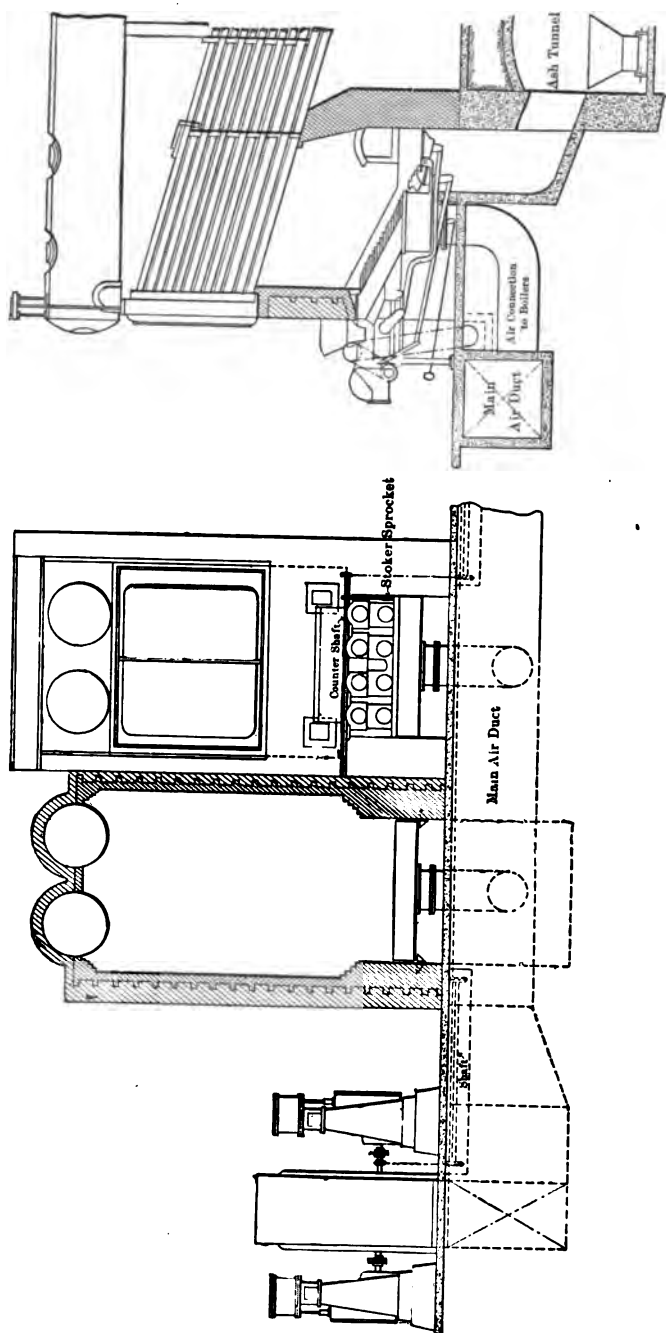 Ash Tunnel
Air Connection
to Boilers
Main
Air Duct
Stoker Sprocket
Counter Shaft
Main Air Duct
Shaft